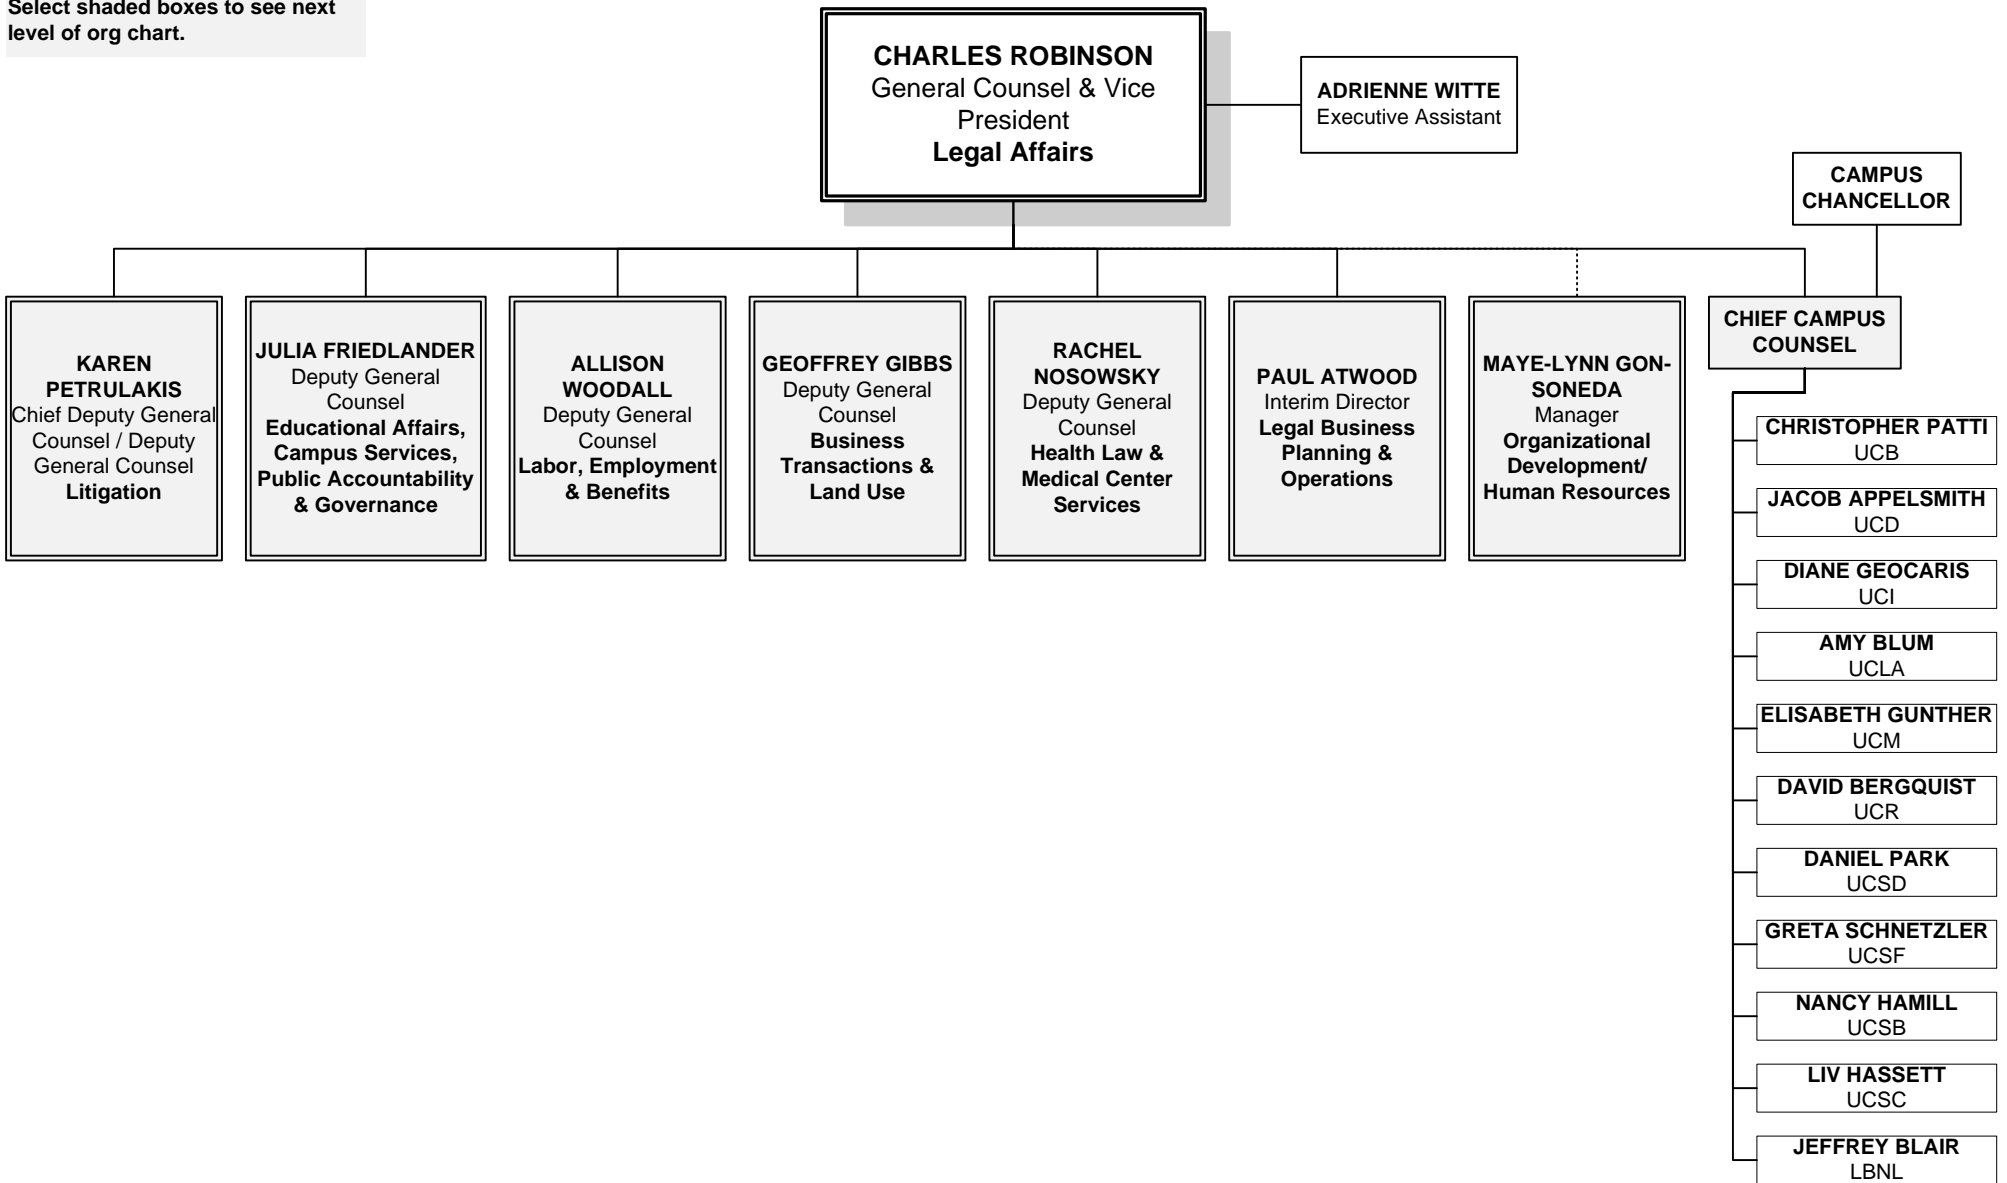 Select shaded boxes to see next
level of org chart.
CHARLES ROBINSON
General Counsel & Vice
President
Legal Affairs
ADRIENNE WITTE
Executive Assistant
CAMPUS
CHANCELLOR
KAREN
PETRULAKIS
Chief Deputy General
Counsel / Deputy
General Counsel
Litigation
JULIA FRIEDLANDER
Deputy General
Counsel
Educational Affairs,
Campus Services,
Public Accountability
& Governance
ALLISON
WOODALL
Deputy General
Counsel
Labor, Employment
& Benefits
GEOFFREY GIBBS
Deputy General
Counsel
Business
Transactions &
Land Use
RACHEL
NOSOWSKY
Deputy General
Counsel
Health Law &
Medical Center
Services
PAUL ATWOOD
Interim Director
Legal Business
Planning &
Operations
MAYE-LYNN GON-
SONEDA
Manager
Organizational
Development/
Human Resources
CHIEF CAMPUS
COUNSEL
CHRISTOPHER PATTI
UCB
JACOB APPELSMITH
UCD
DIANE GEOCARIS
UCI
AMY BLUM
UCLA
ELISABETH GUNTHER
UCM
DAVID BERGQUIST
UCR
DANIEL PARK
UCSD
GRETA SCHNETZLER
UCSF
NANCY HAMILL
UCSB
LIV HASSETT
UCSC
JEFFREY BLAIR
LBNL